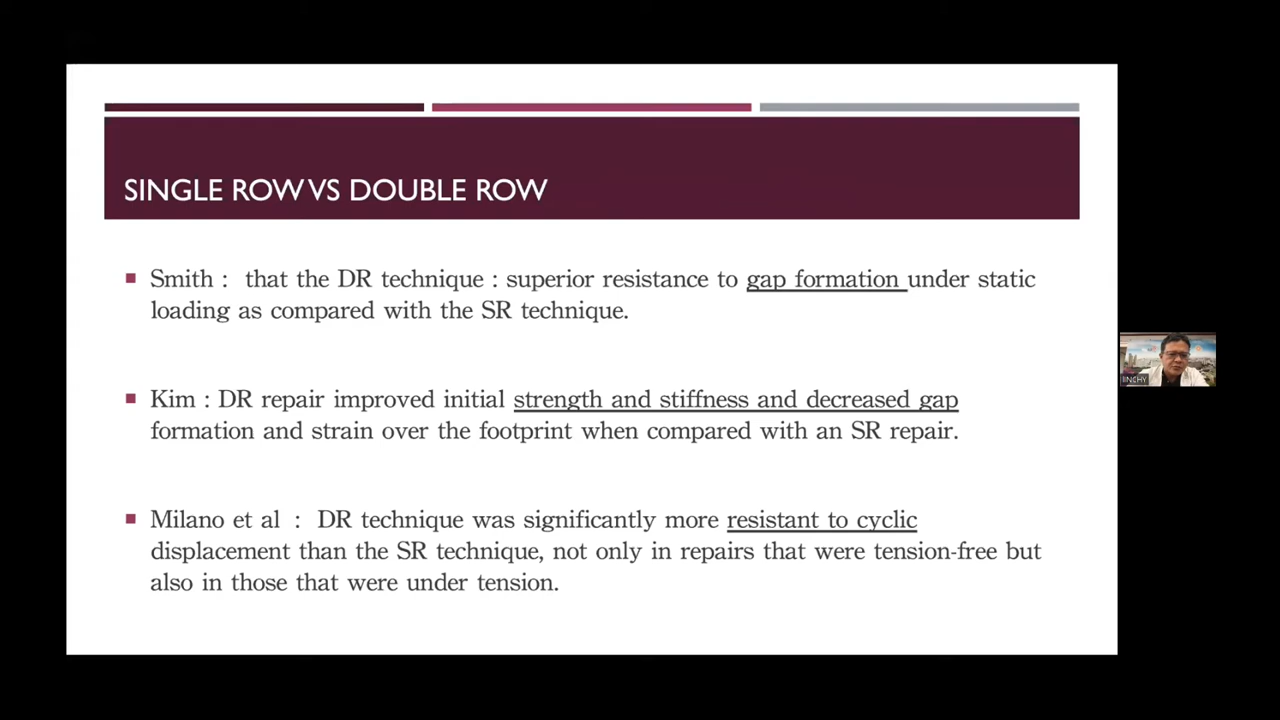 SINGLE ROW VS DOUBLE ROW
Smith : that the DR technique : superior resistance to gap formation under static
loading as compared with the SR technique.
Kim : DR repair improved initial strength and stiffness and decreased gap
formation and strain over the footprint when compared with an SR repair.
Milano et al : DR technique was significantly more resistant to cyclic
displacement than the SR technique, not only in repairs that were tension-free but
also in those that were under tension.